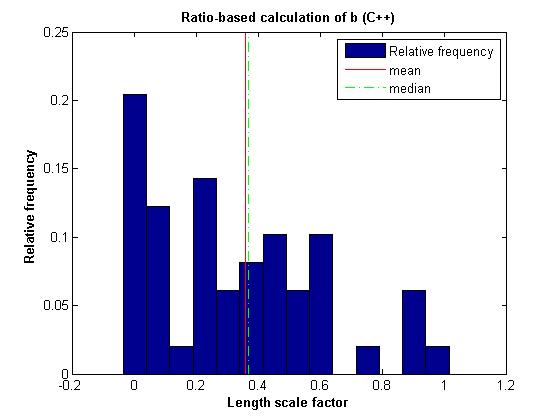 Ratio-based calculation of b (C++)
0.25
0.2
0.15
0.1
0.05
0
Relative frequency
Relative frequency
mean
median
-0.2 0 0.2 0.4 0.6 0.8 1 1.2
Length scale factor